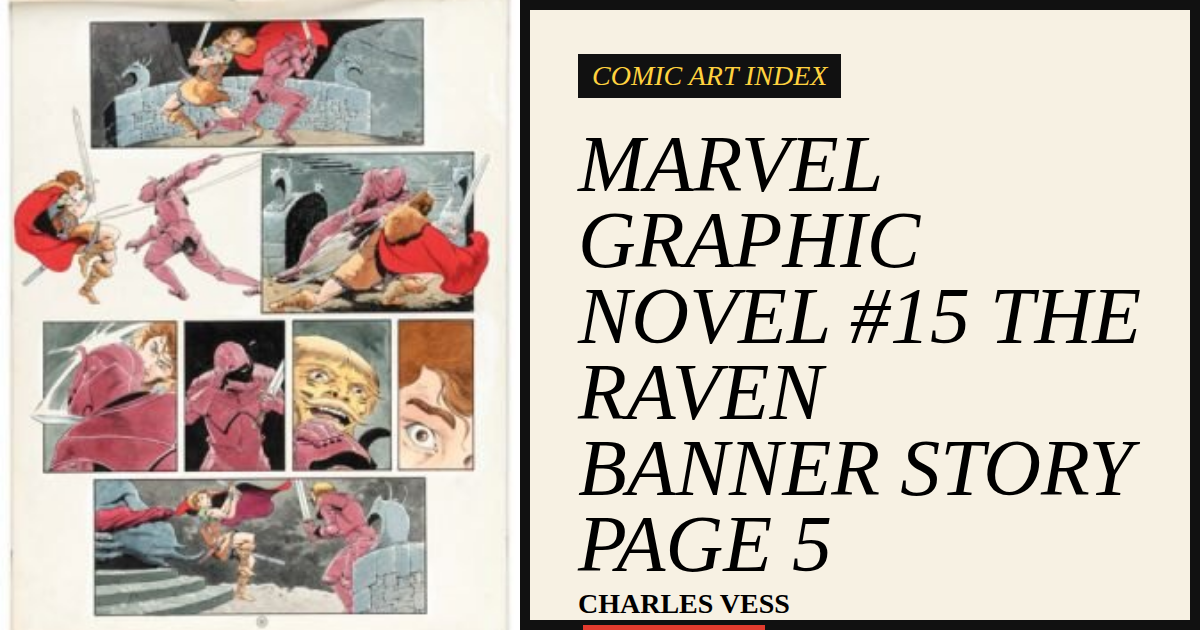 COMIC ART INDEX
MARVEL
GRAPHIC
NOVEL #15 THE
RAVEN
BANNER STORY
PAGE 5
CHARLES VESS